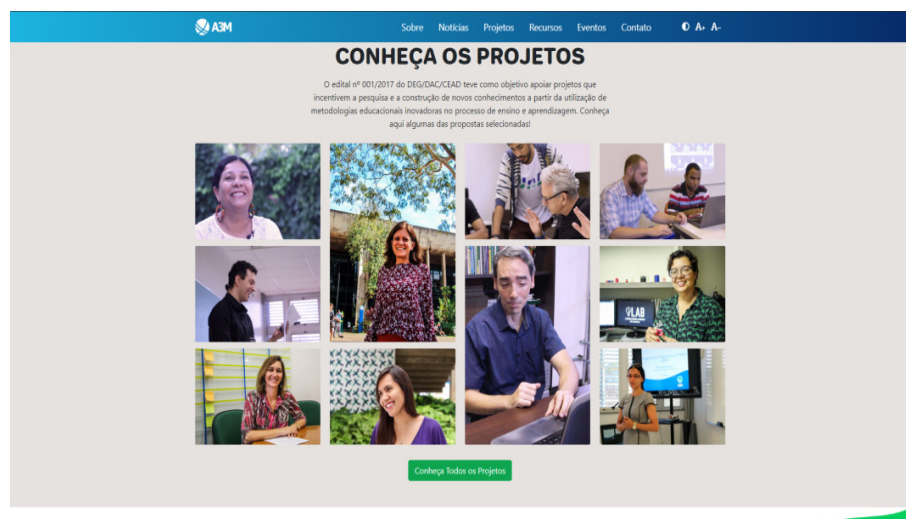 A3M
Sobre Notícias Projetos Recursos Eventos Contato A+ A-
CONHEÇA OS PROJETOS
O edital nº 001/2017 do DEG/DAC/CEAD teve como objetivo apoiar projetos que
incentivem a pesquisa e a construção de novos conhecimentos a partir da utilização de
metodologias educacionais inovadoras no processo de ensino e aprendizagem. Conheça
aqui algumas das propostas selecionadas!
LAB
Conheça Todos os Projetos